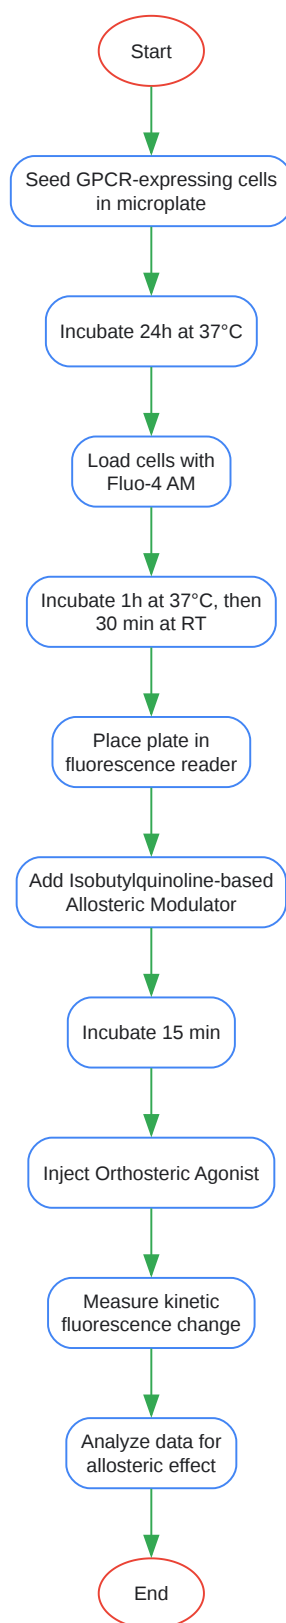 Start
Seed GPCR-expressing cells
in microplate
Incubate 24h at 37°C
Load cells with
Fluo-4 AM
Incubate 1h at 37°C, then
30 min at RT
Place plate in
fluorescence reader
Add Isobutylquinoline-based
Allosteric Modulator
Incubate 15 min
Inject Orthosteric Agonist
Measure kinetic
fluorescence change
Analyze data for
allosteric effect
End